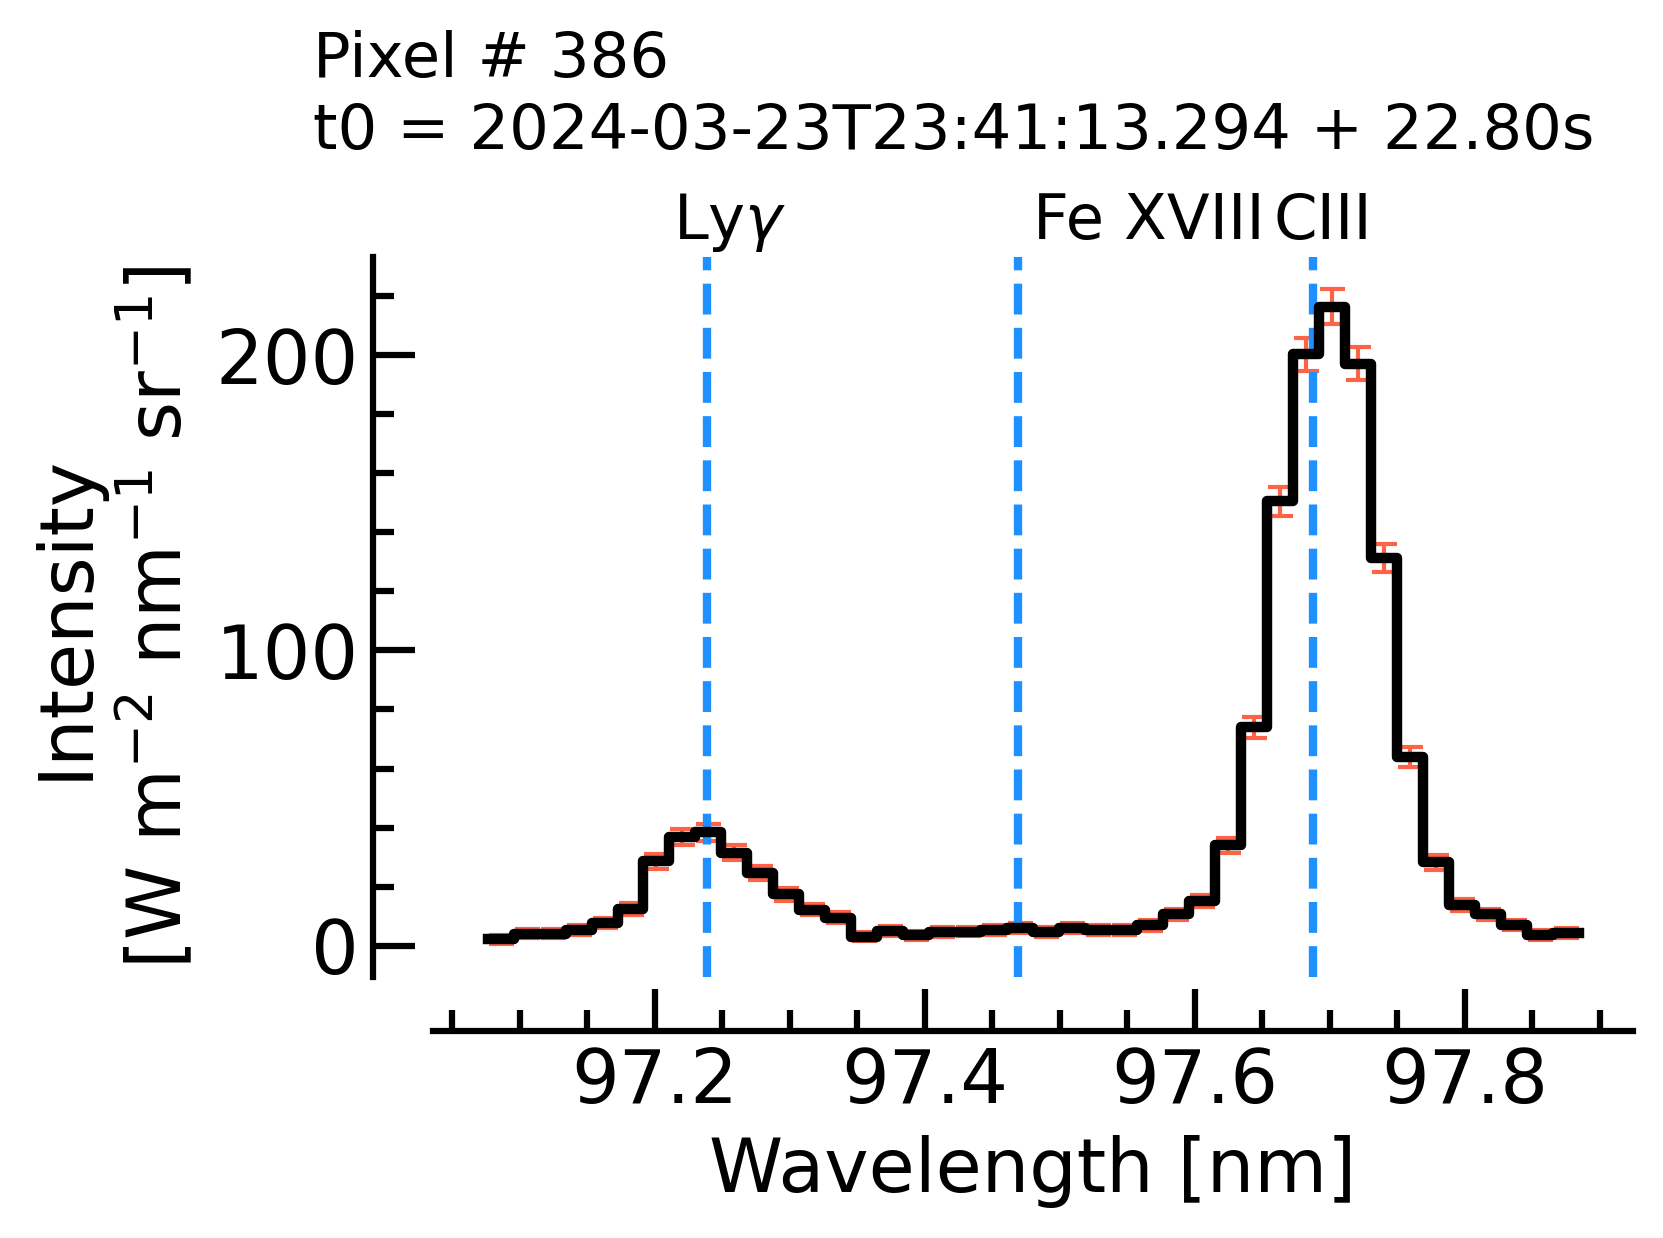 Pixel # 386
t0 = 2024-03-23T23:41:13.294 + 22.80s
Lyγ Fe XVIII CIII
Intensity
[W m⁻² nm⁻¹ sr⁻¹]
200
100
0
97.2 97.4 97.6 97.8
Wavelength [nm]